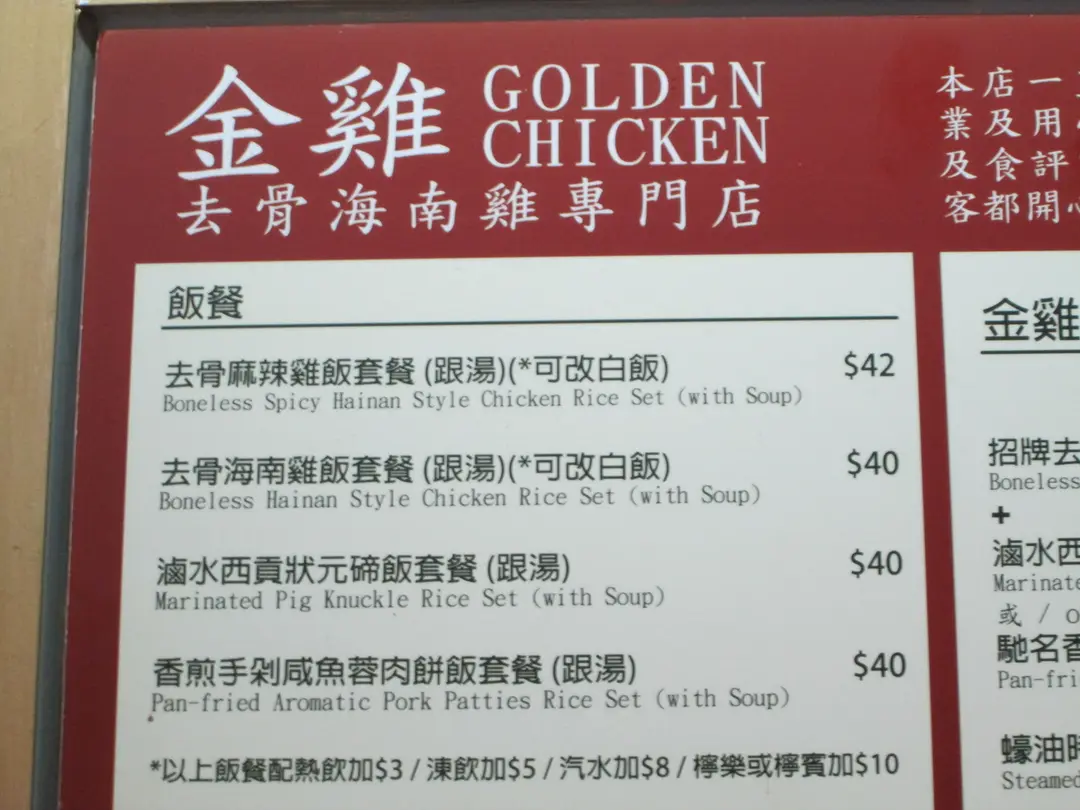 金雞
GOLDEN
CHICKEN
去骨海南雞專門店
本店一
業及用
及食評
客都開心
飯餐
去骨麻辣雞飯套餐 (跟湯)(*可改白飯) $42
Boneless Spicy Hainan Style Chicken Rice Set (with Soup)
去骨海南雞飯套餐 (跟湯)(*可改白飯) $40
Boneless Hainan Style Chicken Rice Set (with Soup)
滷水西貢狀元碲飯套餐 (跟湯) $40
Marinated Pig Knuckle Rice Set (with Soup)
香煎手剁咸魚蓉肉餅飯套餐 (跟湯) $40
Pan-fried Aromatic Pork Patties Rice Set (with Soup)
*以上飯餐配熱飲加$3 / 凍飲加$5 / 汽水加$8 / 檸樂或檸賓加$10
金雞
招牌去
Boneless
+
滷水西
Marinate
或 / o
馳名香
Pan-fri
蠔油時
Steamed